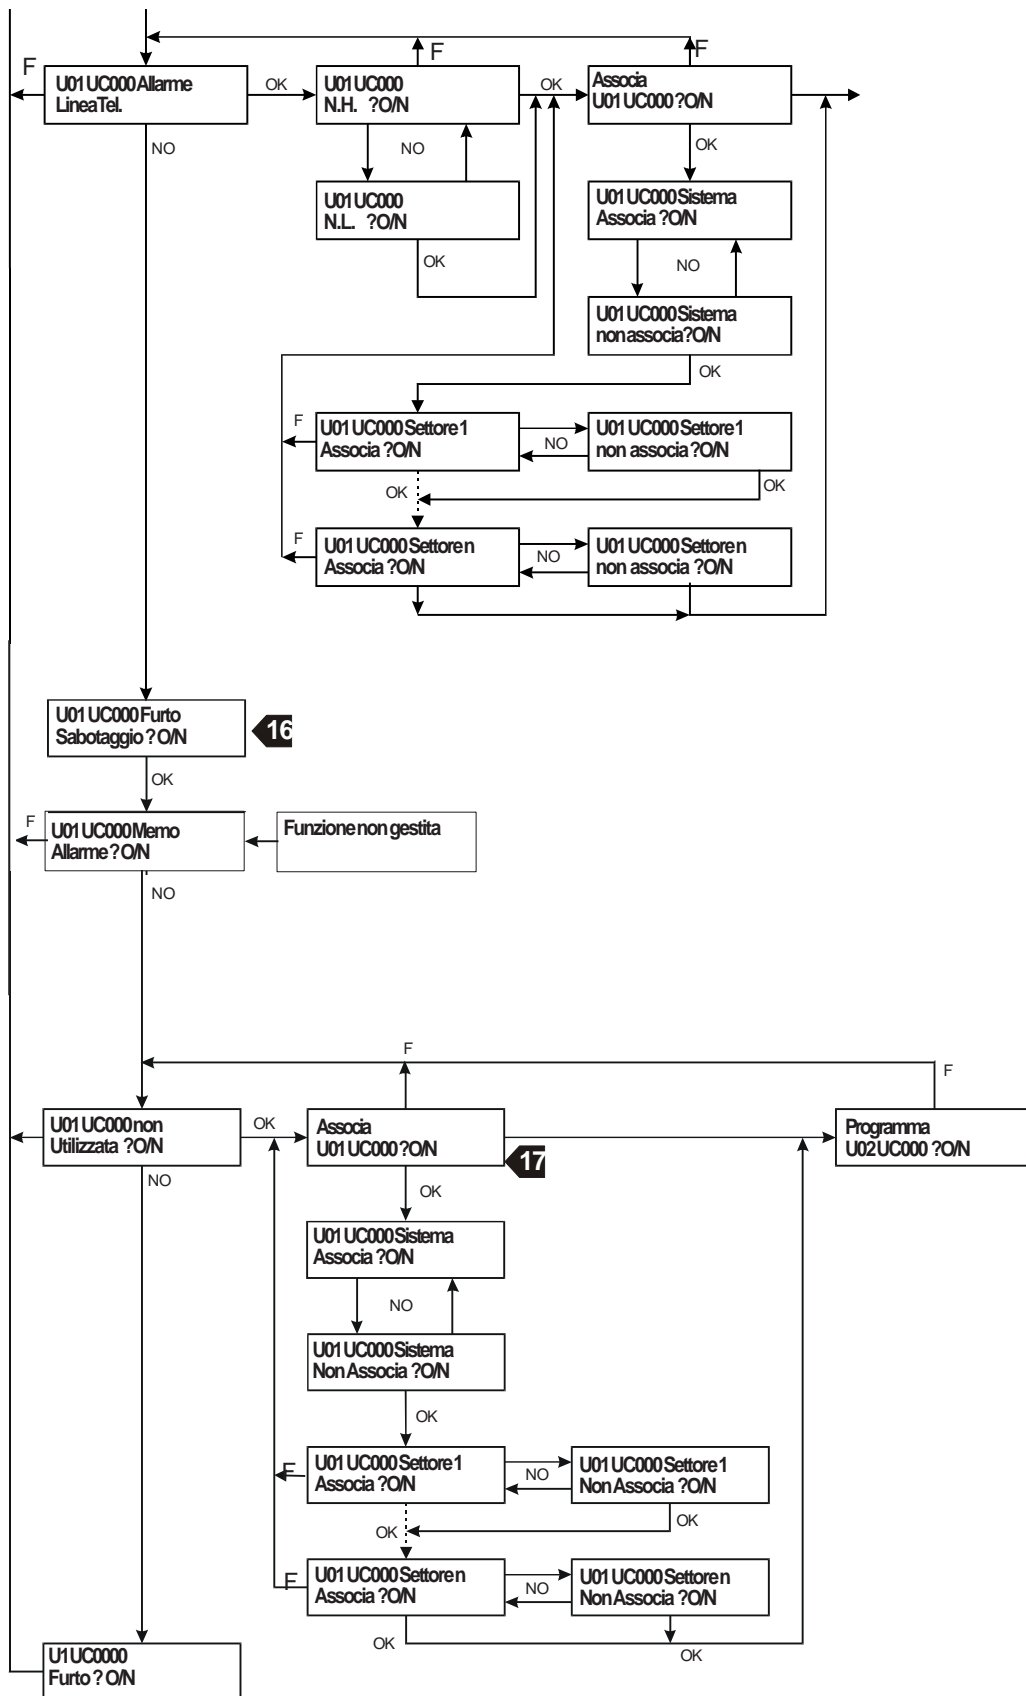 F
F
F
U01 UC000 Allarme
Linea Tel.
OK
U01 UC000
N.H. ?O/N
OK
Associa
U01 UC000 ?O/N
NO
NO
OK
U01 UC000
N.L. ?O/N
U01 UC000 Sistema
Associa ?O/N
OK
NO
U01 UC000 Sistema
non associa?O/N
OK
F
U01 UC000 Settore 1
Associa ?O/N
NO
U01 UC000 Settore 1
non associa ?O/N
OK
OK
F
U01 UC000 Settore n
Associa ?O/N
NO
U01 UC000 Settore n
non associa ?O/N
U01 UC000 Furto
Sabotaggio ? O/N
16
OK
F
U01 UC000 Memo
Allarme ? O/N
Funzione non gestita
NO
F
F
U01 UC000 non
Utilizzata ?O/N
OK
Associa
U01 UC000 ?O/N
Programma
U02 UC000 ?O/N
17
NO
OK
U01 UC000 Sistema
Associa ?O/N
NO
U01 UC000 Sistema
Non Associa ?O/N
OK
F
U01 UC000 Settore 1
Associa ?O/N
NO
U01 UC000 Settore 1
Non Associa ?O/N
OK
OK
F
U01 UC000 Settore n
Associa ?O/N
NO
U01 UC000 Settore n
Non Associa ?O/N
OK
OK
U1 UC0000
Furto ? O/N